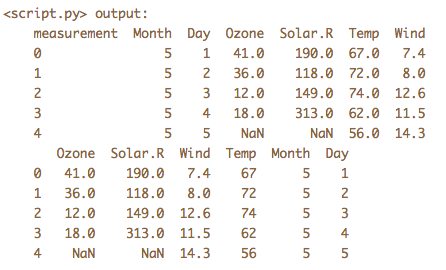 <script.py> output:
measurement  Month  Day  Ozone  Solar.R  Temp  Wind
0                5    1   41.0    190.0  67.0   7.4
1                5    2   36.0    118.0  72.0   8.0
2                5    3   12.0    149.0  74.0  12.6
3                5    4   18.0    313.0  62.0  11.5
4                5    5    NaN      NaN  56.0  14.3
   Ozone  Solar.R  Wind  Temp  Month  Day
0   41.0    190.0   7.4    67      5    1
1   36.0    118.0   8.0    72      5    2
2   12.0    149.0  12.6    74      5    3
3   18.0    313.0  11.5    62      5    4
4    NaN      NaN  14.3    56      5    5